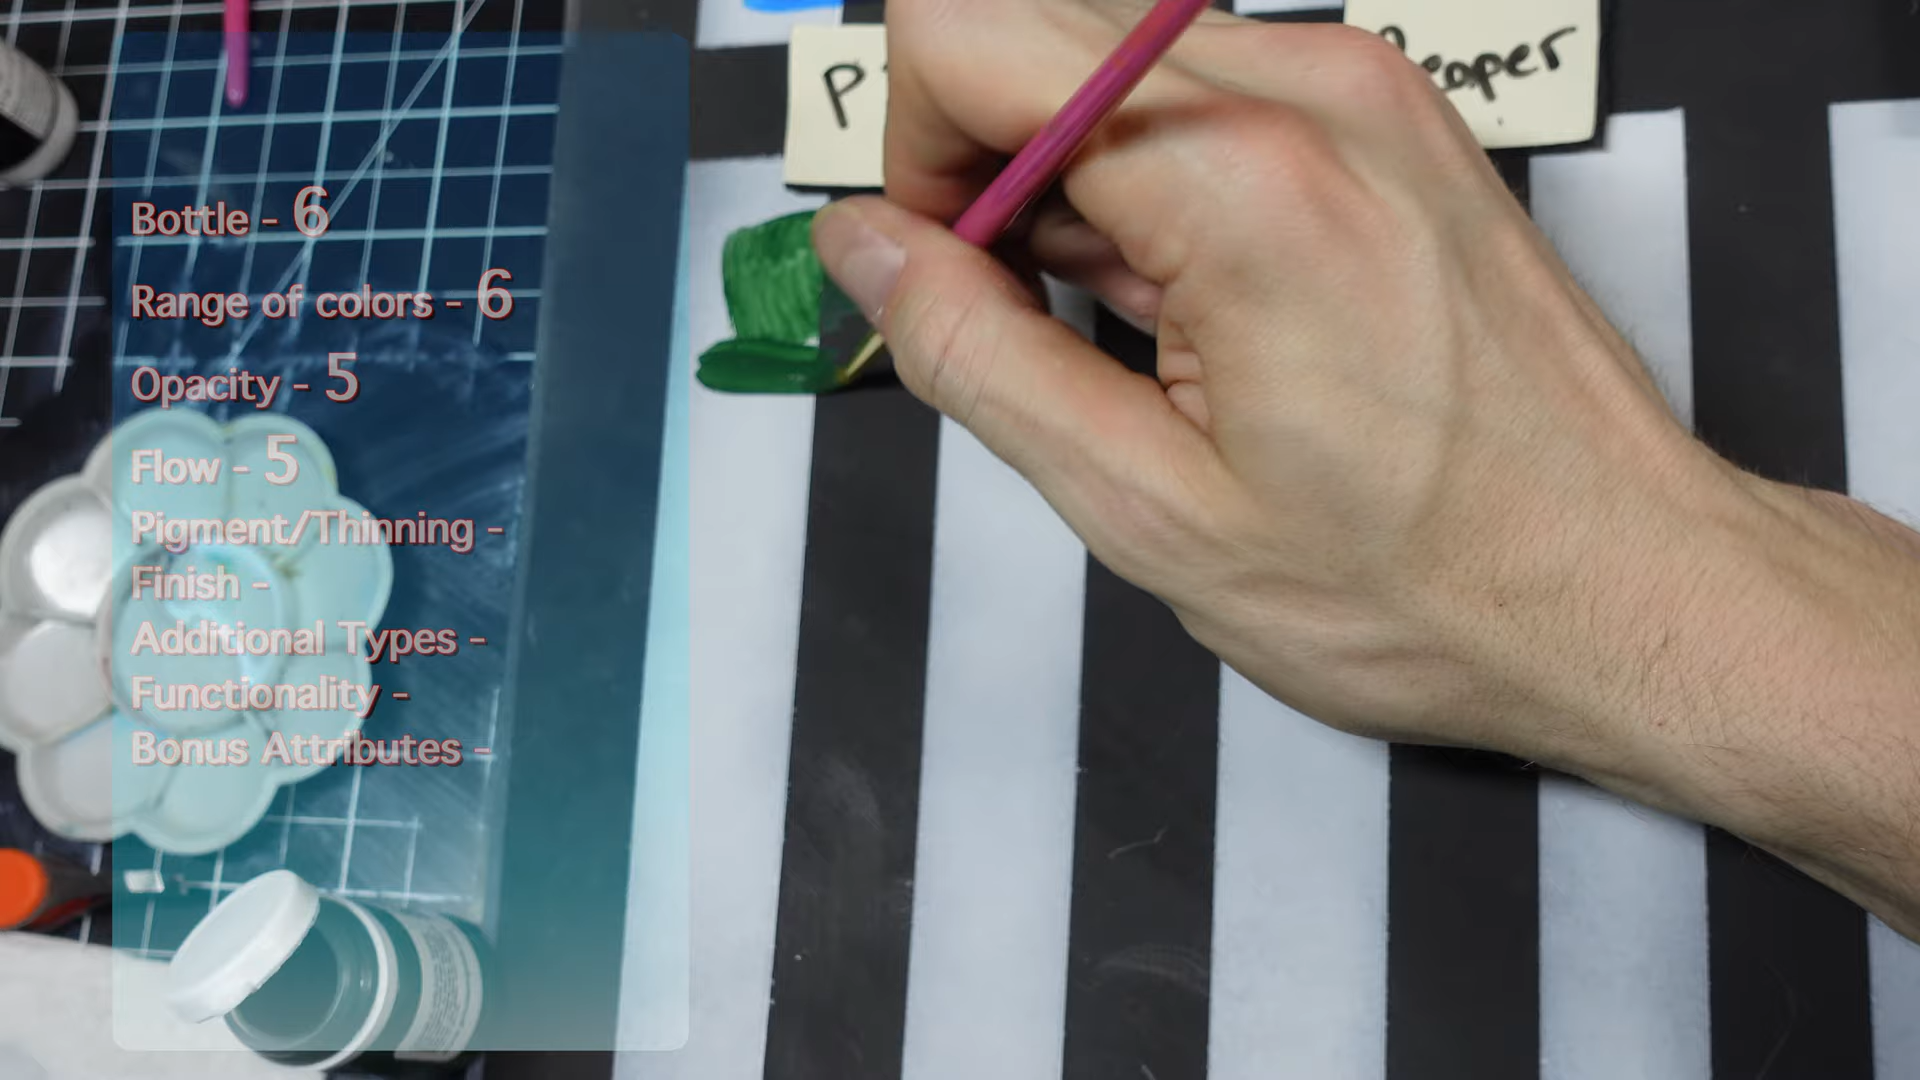 Bottle - 6
Range of colors - 6
Opacity - 5
Flow - 5
Pigment/Thinning -
Finish -
Additional Types -
Functionality -
Bonus Attributes -
P